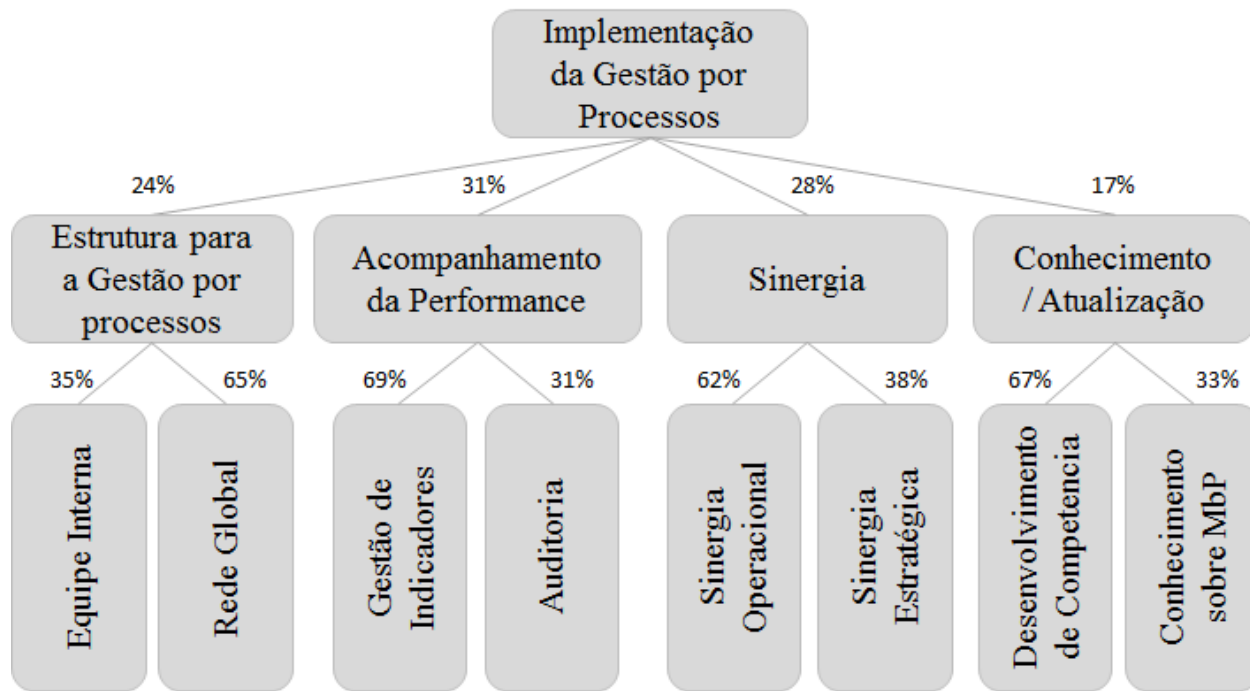 Implementação
da Gestão por
Processos
24%
31%
28%
17%
Estrutura para
a Gestão por
processos
Acompanhamento
da Performance
Sinergia
Conhecimento
/ Atualização
35%
65%
69%
31%
62%
38%
67%
33%
Equipe Interna
Rede Global
Gestão de
Indicadores
Auditoria
Sinergia
Operacional
Sinergia
Estratégica
Desenvolvimento
de Competencia
Conhecimento
sobre MbP